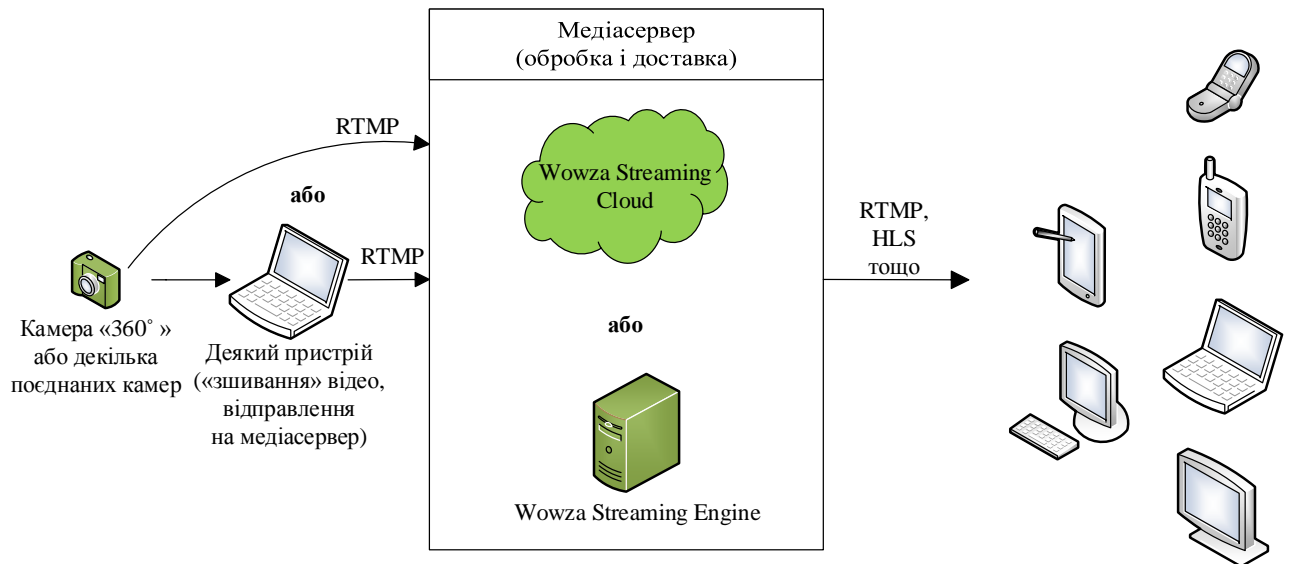 Медіасервер
(обробка і доставка)
RTMP
або
RTMP
Камера «360˚ »
або декілька
поєднаних камер
Деякий пристрій
(«зшивання» відео,
відправлення
на медіасервер)
Wowza Streaming
Cloud
або
Wowza Streaming Engine
RTMP,
HLS
тощо